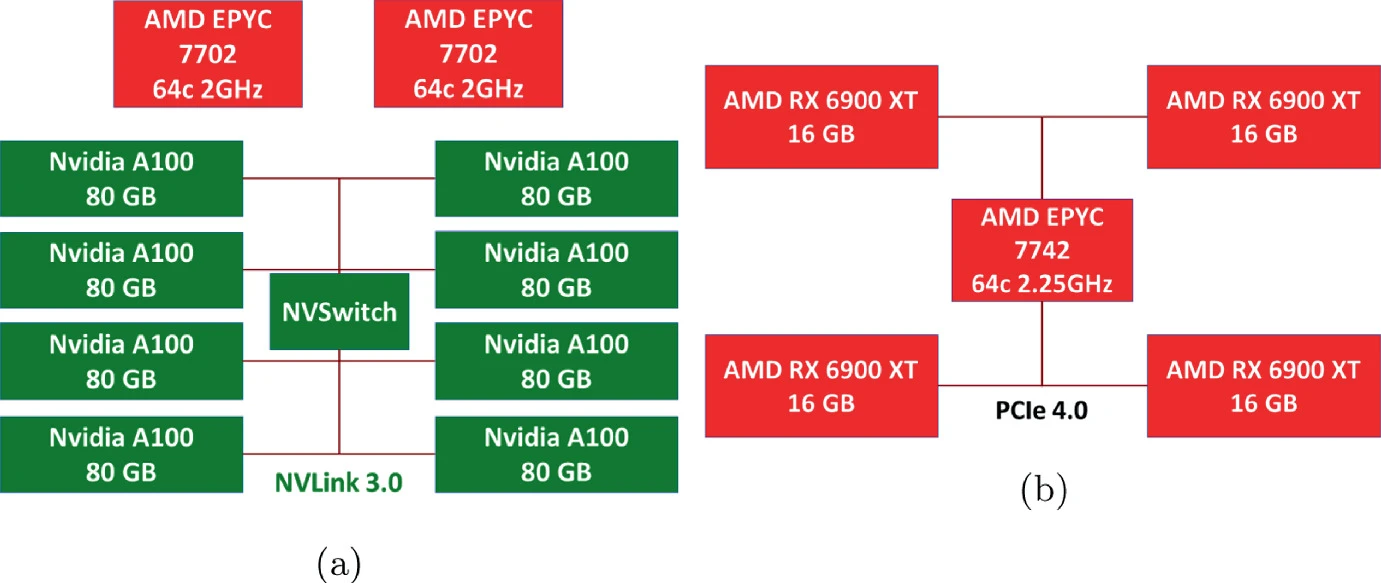 AMD EPYC
7702
64c 2GHz
AMD EPYC
7702
64c 2GHz
Nvidia A100
80 GB
Nvidia A100
80 GB
Nvidia A100
80 GB
Nvidia A100
80 GB
NVSwitch
Nvidia A100
80 GB
Nvidia A100
80 GB
Nvidia A100
80 GB
Nvidia A100
80 GB
NVLink 3.0
(a)
AMD RX 6900 XT
16 GB
AMD RX 6900 XT
16 GB
AMD EPYC
7742
64c 2.25GHz
AMD RX 6900 XT
16 GB
AMD RX 6900 XT
16 GB
PCIe 4.0
(b)